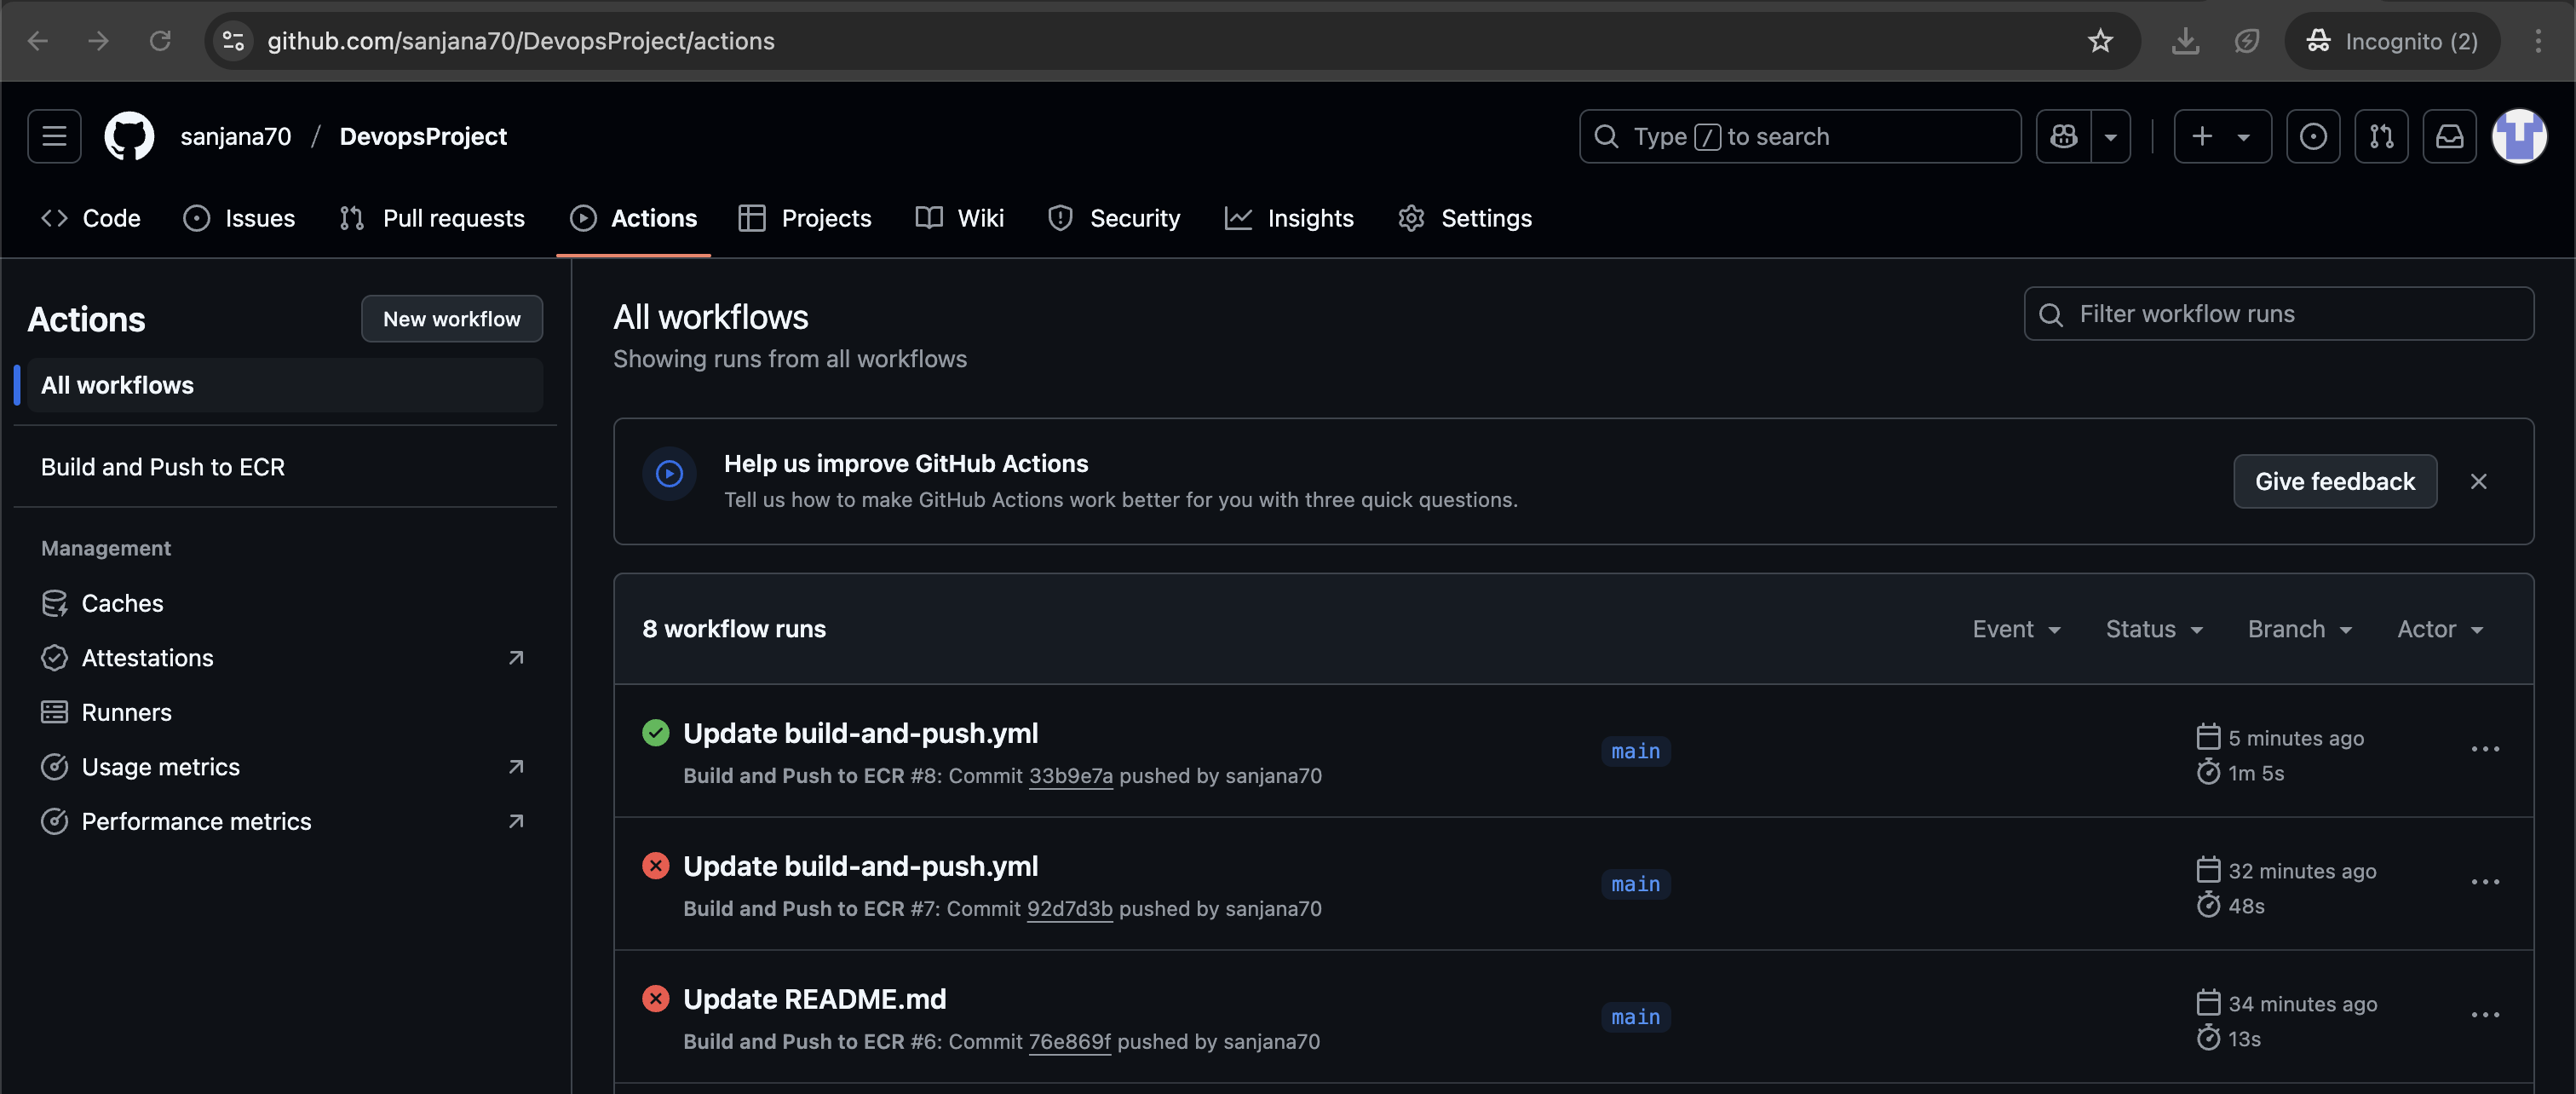 github.com/sanjana70/DevopsProject/actions
Incognito (2)
sanjana70 / DevopsProject
Type / to search
Code
Issues
Pull requests
Actions
Projects
Wiki
Security
Insights
Settings
Actions
New workflow
All workflows
Build and Push to ECR
Management
Caches
Attestations
Runners
Usage metrics
Performance metrics
All workflows
Showing runs from all workflows
Filter workflow runs
Help us improve GitHub Actions
Tell us how to make GitHub Actions work better for you with three quick questions.
Give feedback
8 workflow runs
Event
Status
Branch
Actor
Update build-and-push.yml
Build and Push to ECR #8: Commit 33b9e7a pushed by sanjana70
main
5 minutes ago
1m 5s
Update build-and-push.yml
Build and Push to ECR #7: Commit 92d7d3b pushed by sanjana70
main
32 minutes ago
48s
Update README.md
Build and Push to ECR #6: Commit 76e869f pushed by sanjana70
main
34 minutes ago
13s